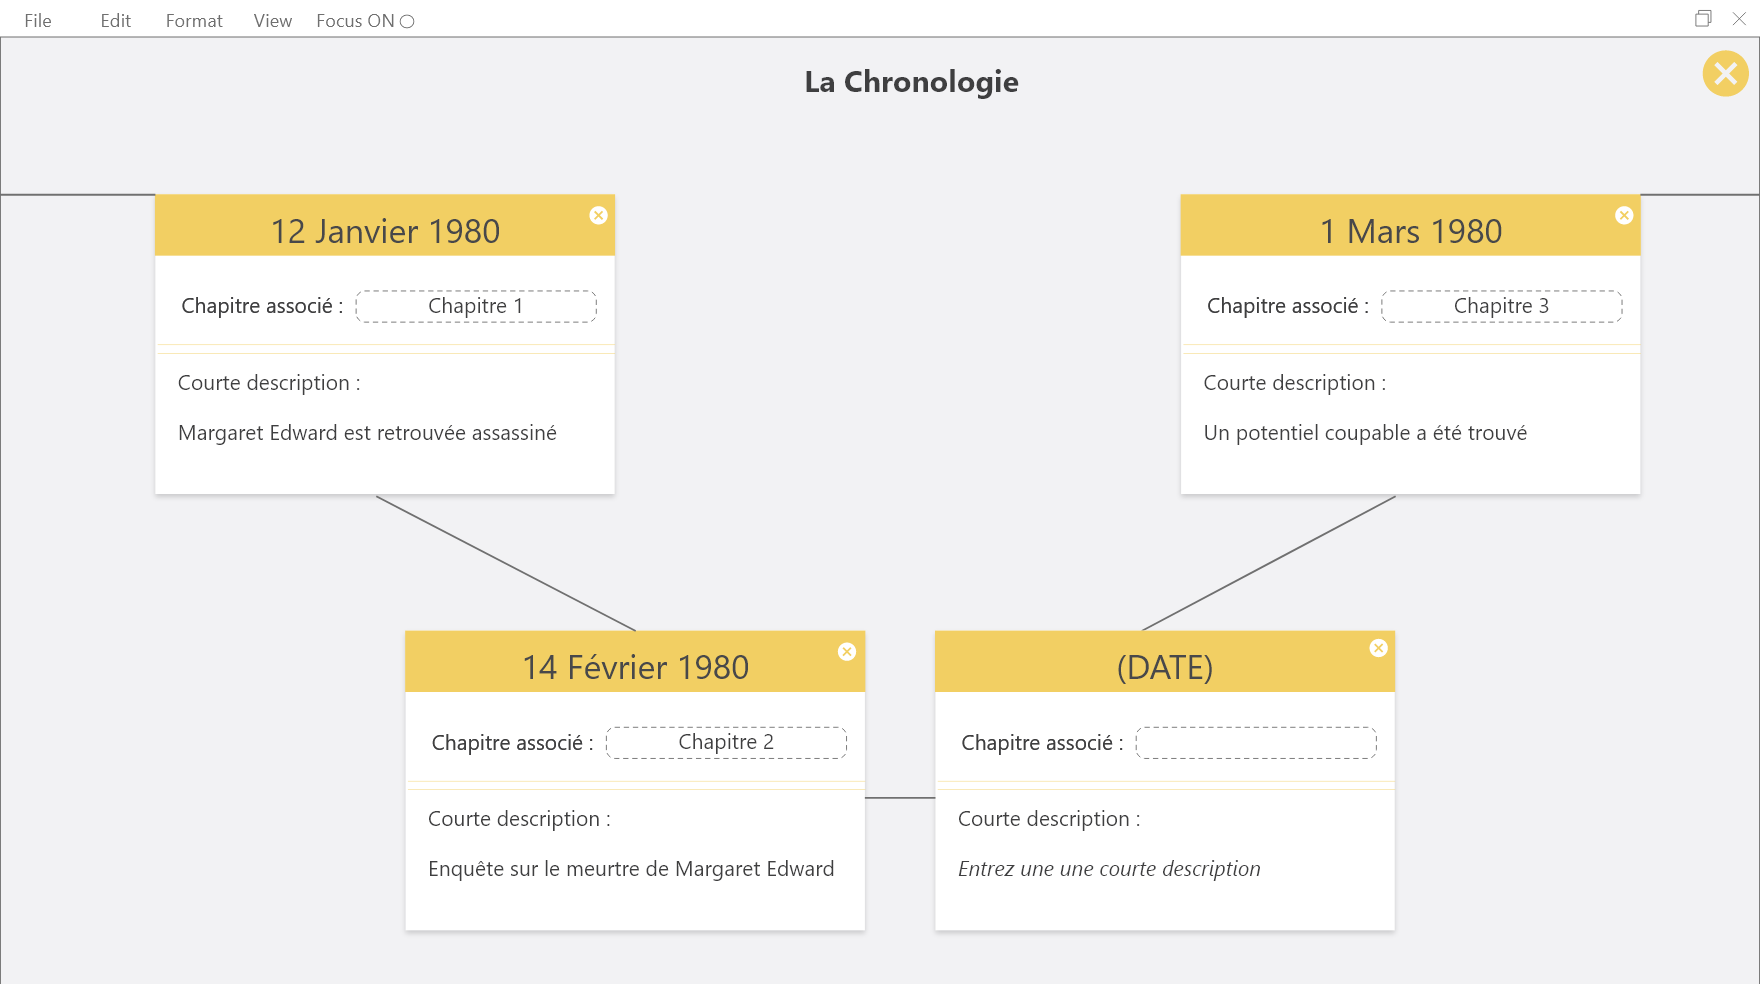 File Edit Format View Focus ON
La Chronologie
12 Janvier 1980
Chapitre associé : Chapitre 1
Courte description :
Margaret Edward est retrouvée assassiné
1 Mars 1980
Chapitre associé : Chapitre 3
Courte description :
Un potentiel coupable a été trouvé
14 Février 1980
Chapitre associé : Chapitre 2
Courte description :
Enquête sur le meurtre de Margaret Edward
(DATE)
Chapitre associé :
Courte description :
Entrez une une courte description